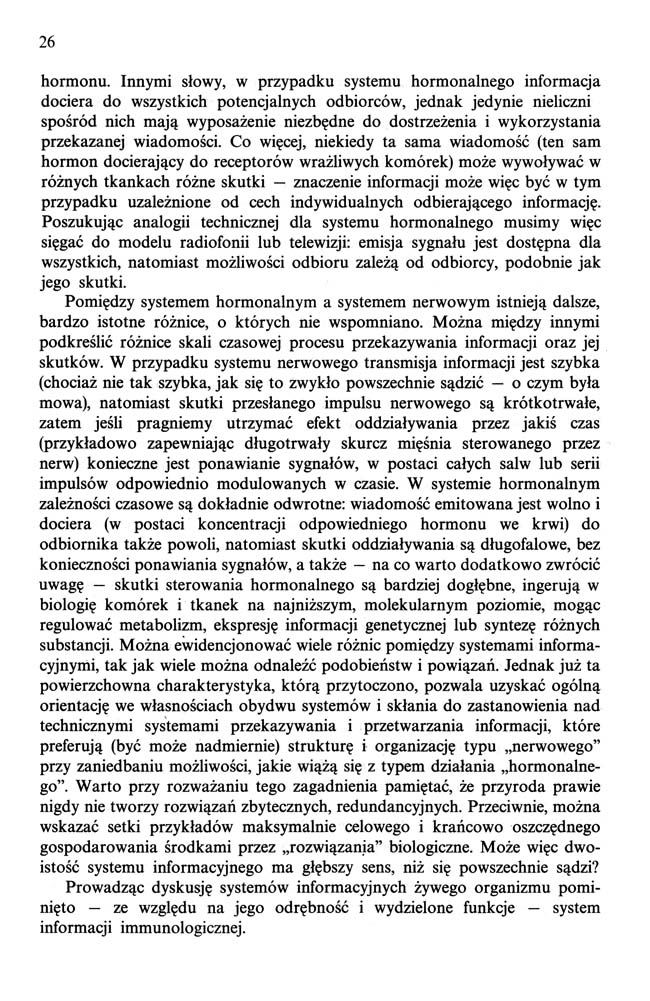 26
hormonu. Innymi słowy, w przypadku systemu hormonalnego informacja
dociera do wszystkich potencjalnych odbiorców, jednak jedynie nieliczni
spośród nich mają wyposażenie niezbędne do dostrzeżenia i wykorzystania
przekazanej wiadomości. Co więcej, niekiedy ta sama wiadomość (ten sam
hormon docierający do receptorów wrażliwych komórek) może wywoływać w
różnych tkankach różne skutki — znaczenie informacji może więc być w tym
przypadku uzależnione od cech indywidualnych odbierającego informację.
Poszukując analogii technicznej dla systemu hormonalnego musimy więc
sięgać do modelu radiofonii lub telewizji: emisja sygnału jest dostępna dla
wszystkich, natomiast możliwości odbioru zależą od odbiorcy, podobnie jak
jego skutki.
Pomiędzy systemem hormonalnym a systemem nerwowym istnieją dalsze,
bardzo istotne różnice, o których nie wspomniano. Można między innymi
podkreślić różnice skali czasowej procesu przekazywania informacji oraz jej
skutków. W przypadku systemu nerwowego transmisja informacji jest szybka
(chociaż nie tak szybka, jak się to zwykło powszechnie sądzić — o czym była
mowa), natomiast skutki przesłanego impulsu nerwowego są krótkotrwałe,
zatem jeśli pragniemy utrzymać efekt oddziaływania przez jakiś czas
(przykładowo zapewniając długotrwały skurcz mięśnia sterowanego przez
nerw) konieczne jest ponawianie sygnałów, w postaci całych salw lub serii
impulsów odpowiednio modulowanych w czasie. W systemie hormonalnym
zależności czasowe są dokładnie odwrotne: wiadomość emitowana jest wolno i
dociera (w postaci koncentracji odpowiedniego hormonu we krwi) do
odbiornika także powoli, natomiast skutki oddziaływania są długofalowe, bez
konieczności ponawiania sygnałów, a także — na co warto dodatkowo zwrócić
uwagę — skutki sterowania hormonalnego są bardziej dogłębne, ingerują w
biologię komórek i tkanek na najniższym, molekularnym poziomie, mogąc
regulować metabolizm, ekspresję informacji genetycznej lub syntezę różnych
substancji. Można ewidencjonować wiele różnic pomiędzy systemami informa-
cyjnymi, tak jak wiele można odnaleźć podobieństw i powiązań. Jednak już ta
powierzchowna charakterystyka, którą przytoczono, pozwala uzyskać ogólną
orientację we własnościach obydwu systemów i skłania do zastanowienia nad
technicznymi systemami przekazywania i przetwarzania informacji, które
preferują (być może nadmiernie) strukturę i organizację typu „nerwowego”
przy zaniedbaniu możliwości, jakie wiążą się z typem działania „hormonalne-
go”. Warto przy rozważaniu tego zagadnienia pamiętać, że przyroda prawie
nigdy nie tworzy rozwiązań zbytecznych, redundancyjnych. Przeciwnie, można
wskazać setki przykładów maksymalnie celowego i krańcowo oszczędnego
gospodarowania środkami przez „rozwiązania” biologiczne. Może więc dwo-
istość systemu informacyjnego ma głębszy sens, niż się powszechnie sądzi?
Prowadząc dyskusję systemów informacyjnych żywego organizmu pomi-
nięto — ze względu na jego odrębność i wydzielone funkcje — system
informacji immunologicznej.